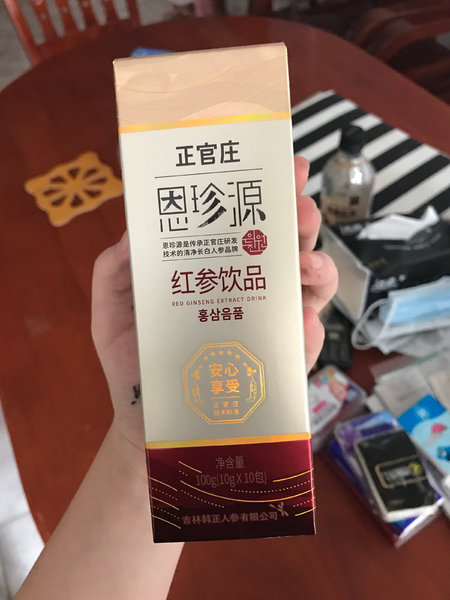 正官庄
恩珍源
恩珍源是传承正官庄研发
技术的清净长白人参品牌
红参饮品
RED GINSENG EXTRACT DRINK
홍삼음품
安心
享受
正官庄
技术标准
净含量
100g(10g X 10包)
吉林韩正人参有限公司